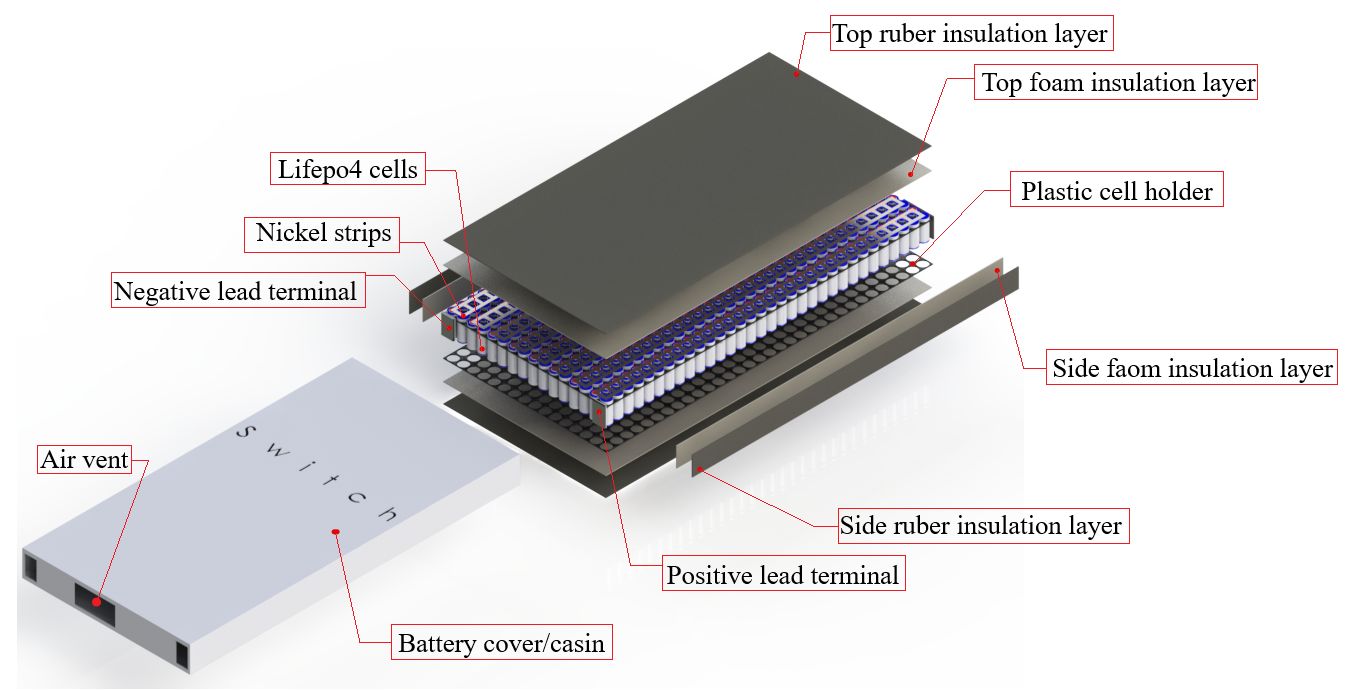 Top ruber insulation layer
Top foam insulation layer
Lifepo4 cells
Plastic cell holder
Nickel strips
Negative lead terminal
Side faom insulation layer
Switch
Air vent
Side ruber insulation layer
Positive lead terminal
Battery cover/casin